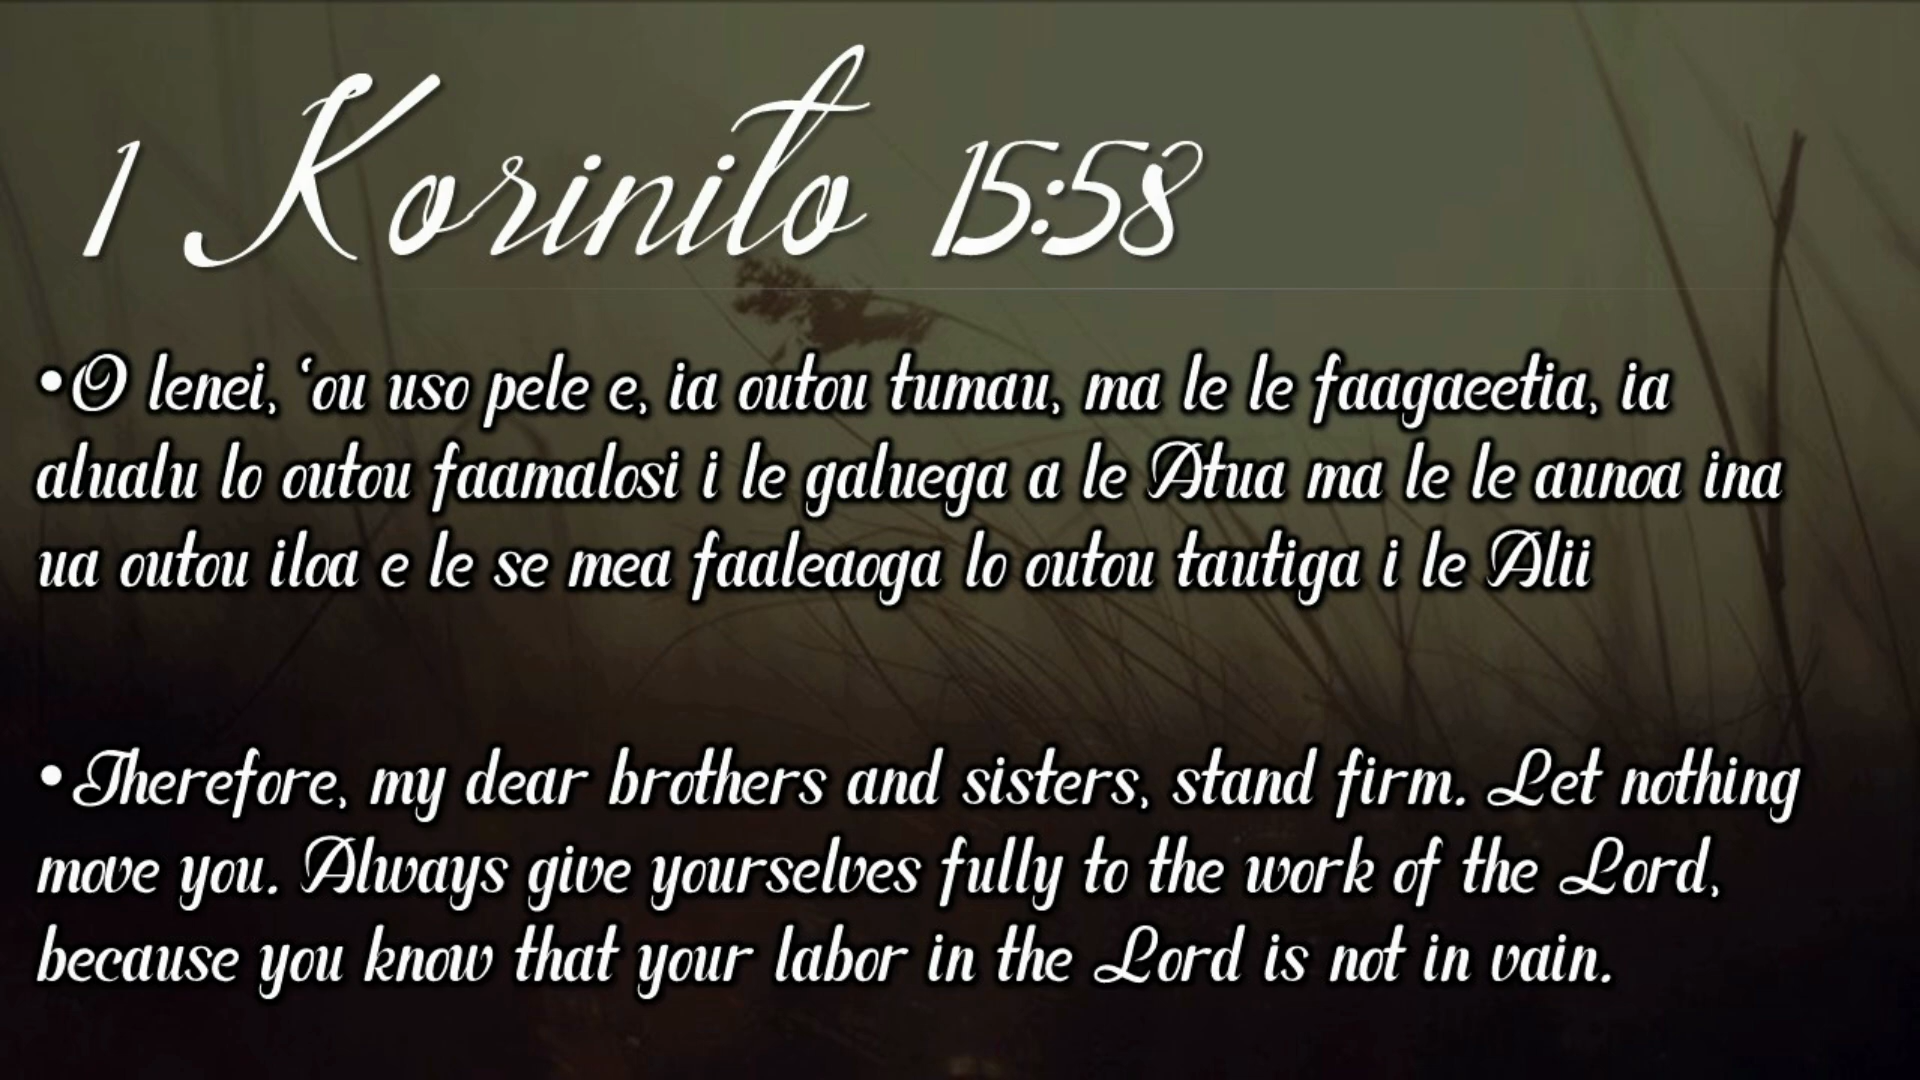 1 Korinito 15:58
•O lenei, ‘ou uso pele e, ia outou tumau, ma le le faagaeetia, ia
alualu lo outou faamalosi i le galuega a le Atua ma le le aunoa ina
ua outou iloa e le se mea faaleaoga lo outou tautiga i le Alii
•Therefore, my dear brothers and sisters, stand firm. Let nothing
move you. Always give yourselves fully to the work of the Lord,
because you know that your labor in the Lord is not in vain.